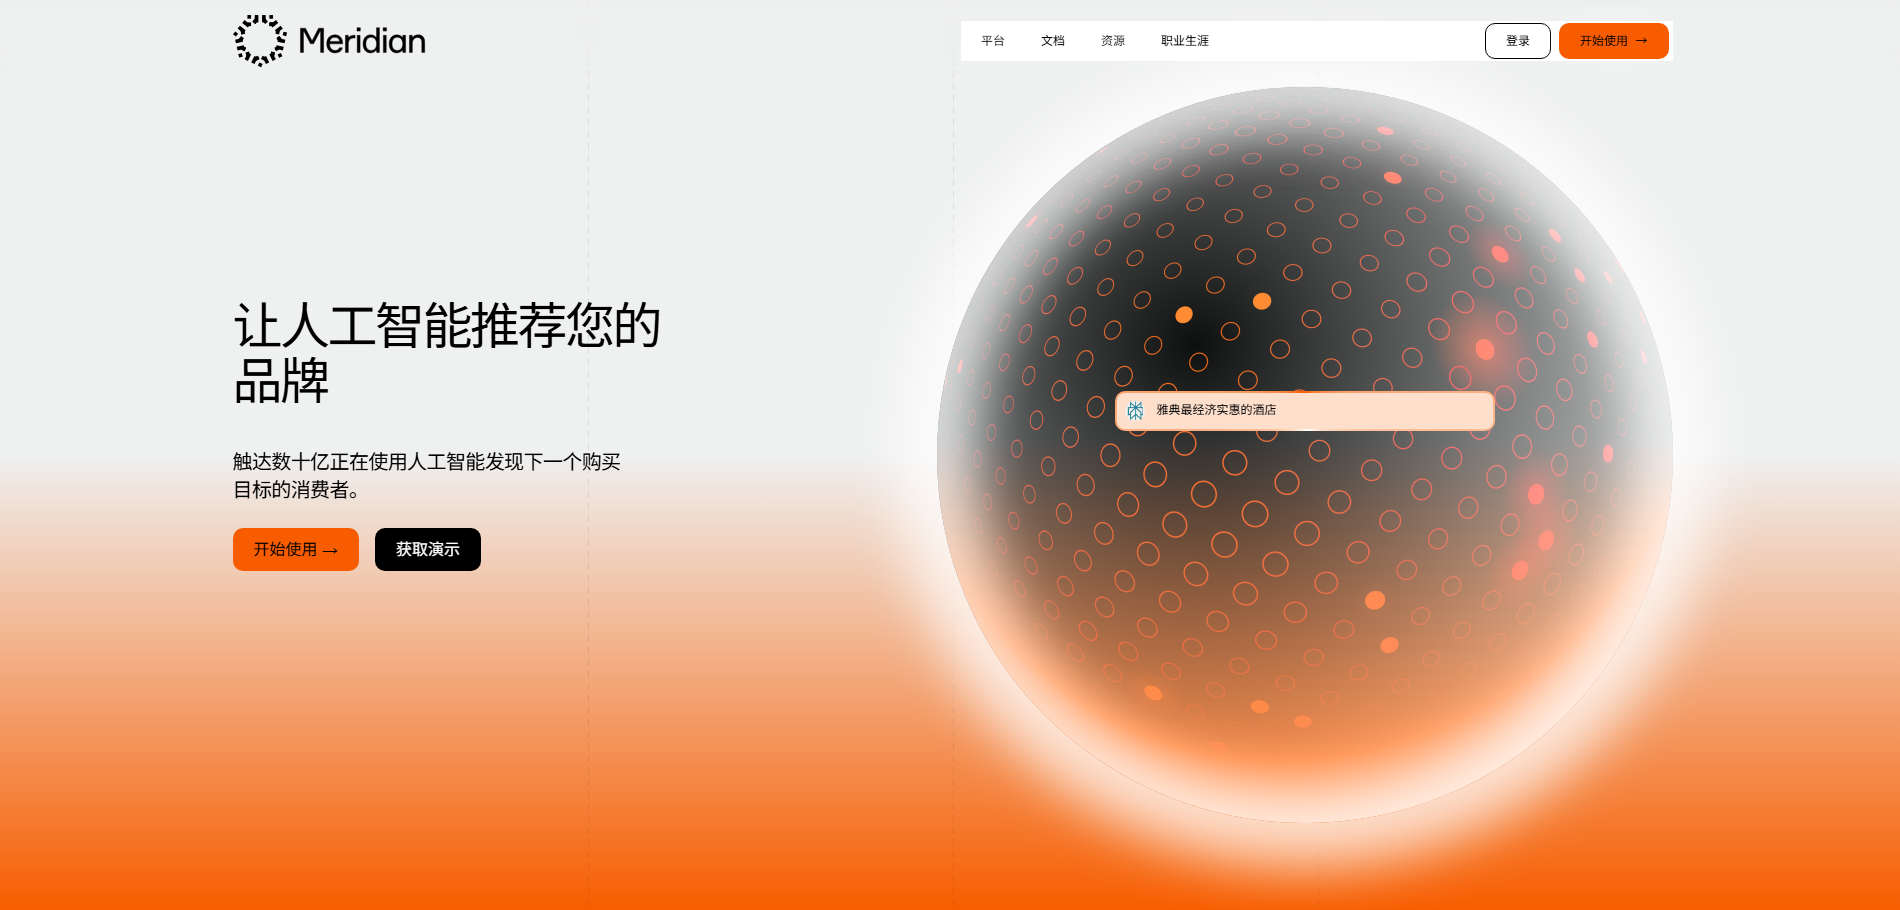 Meridian
平台
文档
资源
职业生涯
登录
开始使用 →
让人工智能推荐您的
品牌
触达数十亿正在使用人工智能发现下一个购买
目标的消费者。
开始使用 →
获取演示
雅典最经济实惠的酒店